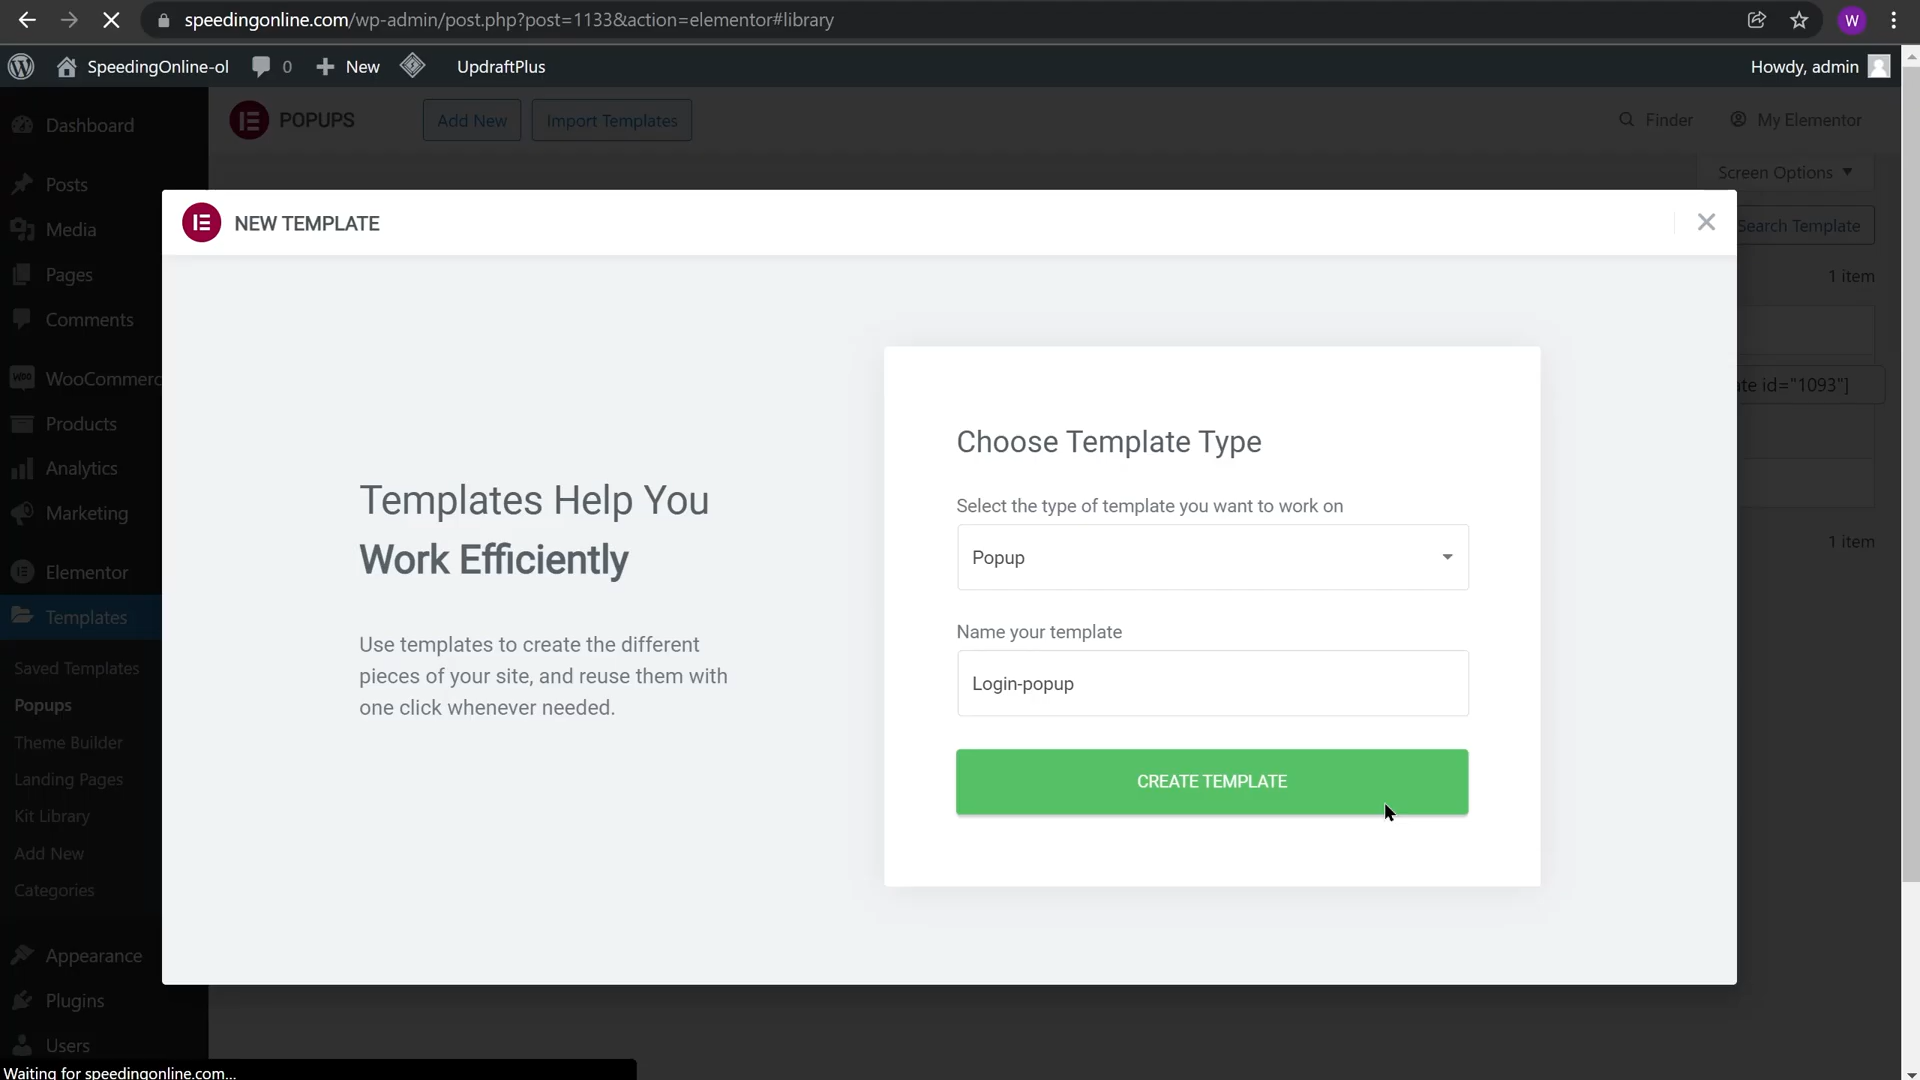 speedingonline.com/wp-admin/post.php?post=1133&action=elementor#library
W
SpeedingOnline-ol
0
New
UpdraftPlus
Howdy, admin
Dashboard
Posts
Media
Pages
Comments
WooCommerc
Products
Analytics
Marketing
Elementor
Templates
Saved Templates
Popups
Theme Builder
Landing Pages
Kit Library
Add New
Categories
Appearance
Plugins
Users
POPUPS
Add New
Import Templates
Finder
My Elementor
Screen Options
Search Template
1 item
ate id="1093"]
1 item
NEW TEMPLATE
Templates Help You
Work Efficiently
Use templates to create the different
pieces of your site, and reuse them with
one click whenever needed.
Choose Template Type
Select the type of template you want to work on
Popup
Name your template
Login-popup
CREATE TEMPLATE
Waiting for speedingonline.com...